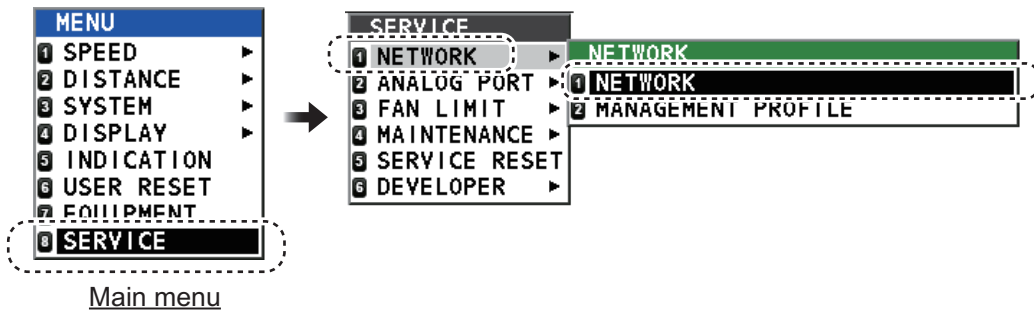 MENU
1 SPEED
2 DISTANCE
3 SYSTEM
4 DISPLAY
5 INDICATION
6 USER RESET
7 EQUIPMENT
8 SERVICE
Main menu
SERVICE
1 NETWORK
2 ANALOG PORT
3 FAN LIMIT
4 MAINTENANCE
5 SERVICE RESET
6 DEVELOPER
NETWORK
1 NETWORK
2 MANAGEMENT PROFILE